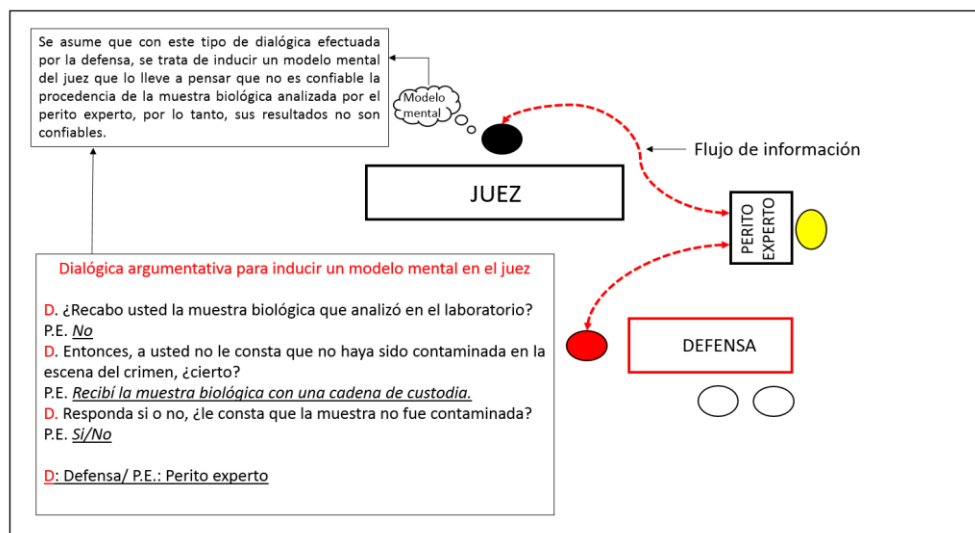 Se asume que con este tipo de dialógica efectuada
por la defensa, se trata de inducir un modelo mental
del juez que lo lleve a pensar que no es confiable la
procedencia de la muestra biológica analizada por el
perito experto, por lo tanto, sus resultados no son
confiables.
Modelo
mental
Flujo de información
JUEZ
PERITO
EXPERTO
Dialógica argumentativa para inducir un modelo mental en el juez
D. ¿Recabo usted la muestra biológica que analizó en el laboratorio?
P.E. No
D. Entonces, a usted no le consta que no haya sido contaminada en la
escena del crimen, ¿cierto?
P.E. Recibí la muestra biológica con una cadena de custodia.
D. Responda si o no, ¿le consta que la muestra no fue contaminada?
P.E. Si/No
D: Defensa/ P.E.: Perito experto
DEFENSA